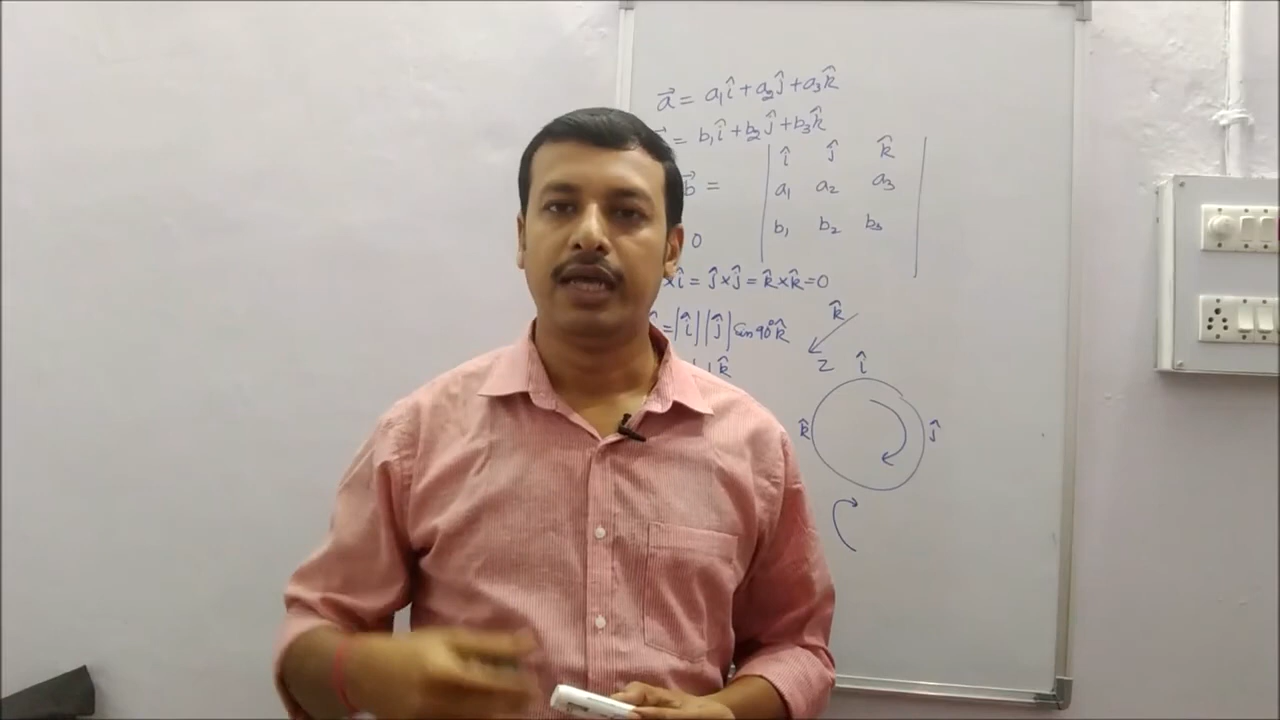 a⃗ = a₁î + a₂ĵ + a₃k̂
= b₁î + b₂ĵ + b₃k̂
b⃗ =
î ĵ k̂
a₁ a₂ a₃
b₁ b₂ b₃
0
×î = ĵ×ĵ = k̂×k̂ = 0
= |î| |ĵ| Sin 90° k̂
k̂
k̂
z
î
k̂ ĵ